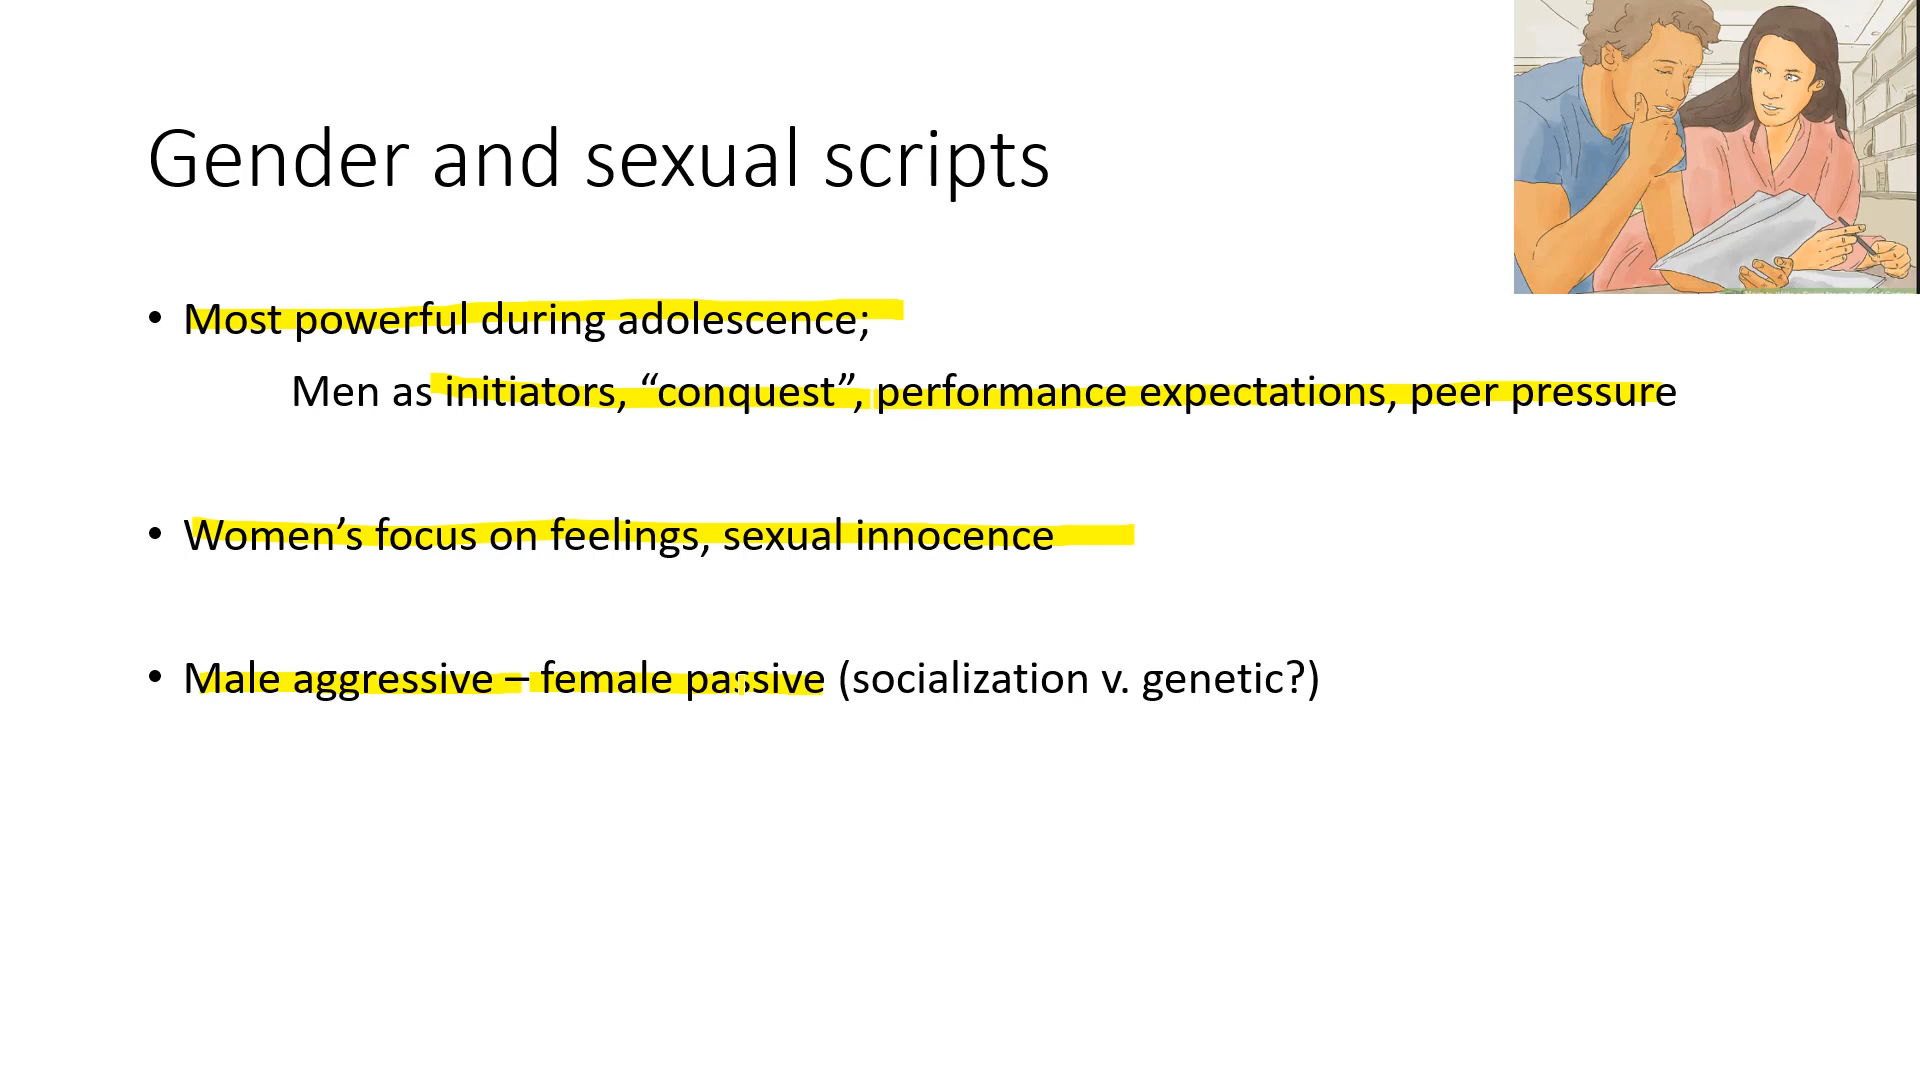 Gender and sexual scripts
• Most powerful during adolescence;
Men as initiators, “conquest”, performance expectations, peer pressure
• Women’s focus on feelings, sexual innocence
• Male aggressive – female passive (socialization v. genetic?)